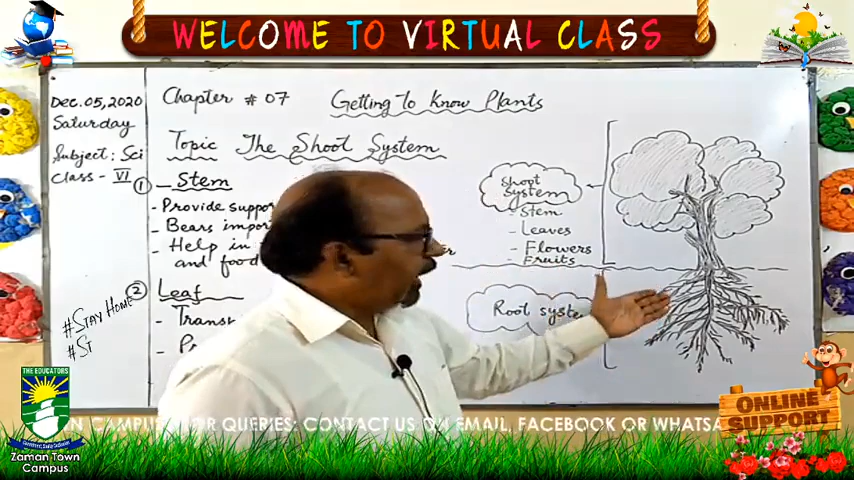 WELCOME TO VIRTUAL CLASS
Dec. 05, 2020
Saturday
Subject: Sci
Class - VI
Chapter # 07 Getting To Know Plants
Topic The Shoot System
① Stem
- Provide suppor
- Bears impor
- Help in
and food
② Leaf
- Transp
- Pr
#STAY HOME
#St
Shoot
System
- Stem
- Leaves
- Flowers
- Fruits
Root syste
THE EDUCATORS
Zaman Town
Campus
N CAMPUS FOR QUERIES: CONTACT US ON EMAIL, FACEBOOK OR WHATSA
ONLINE
SUPPORT